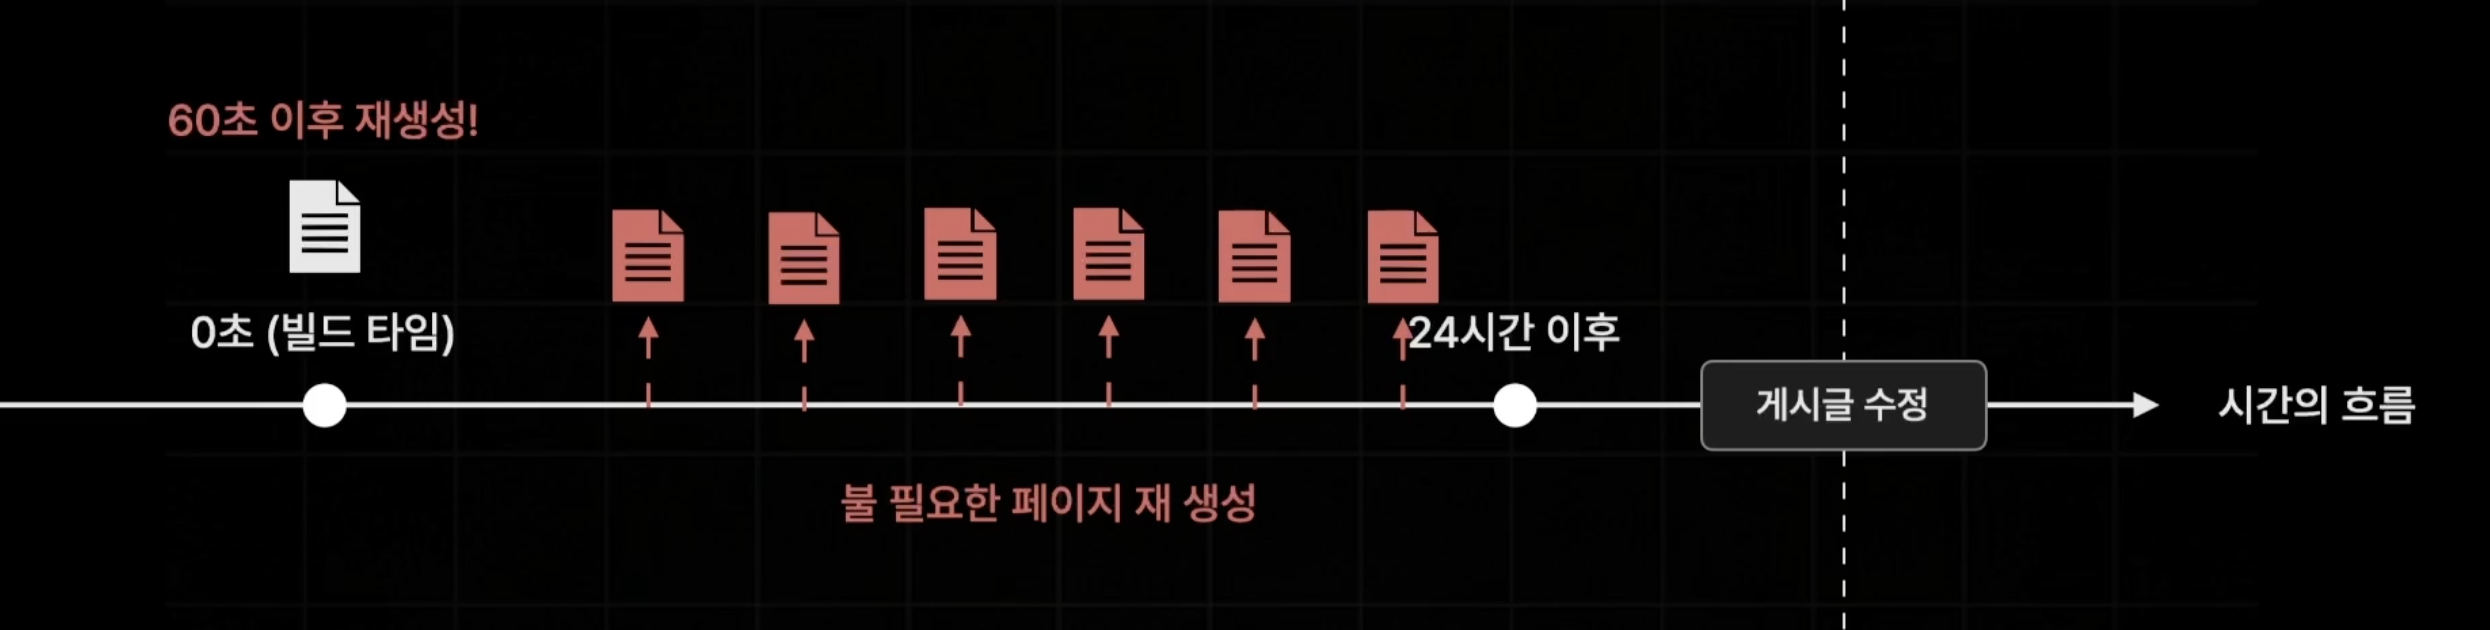 60초 이후 재생성!
0초 (빌드 타임)
24시간 이후
게시글 수정
시간의 흐름
불 필요한 페이지 재 생성